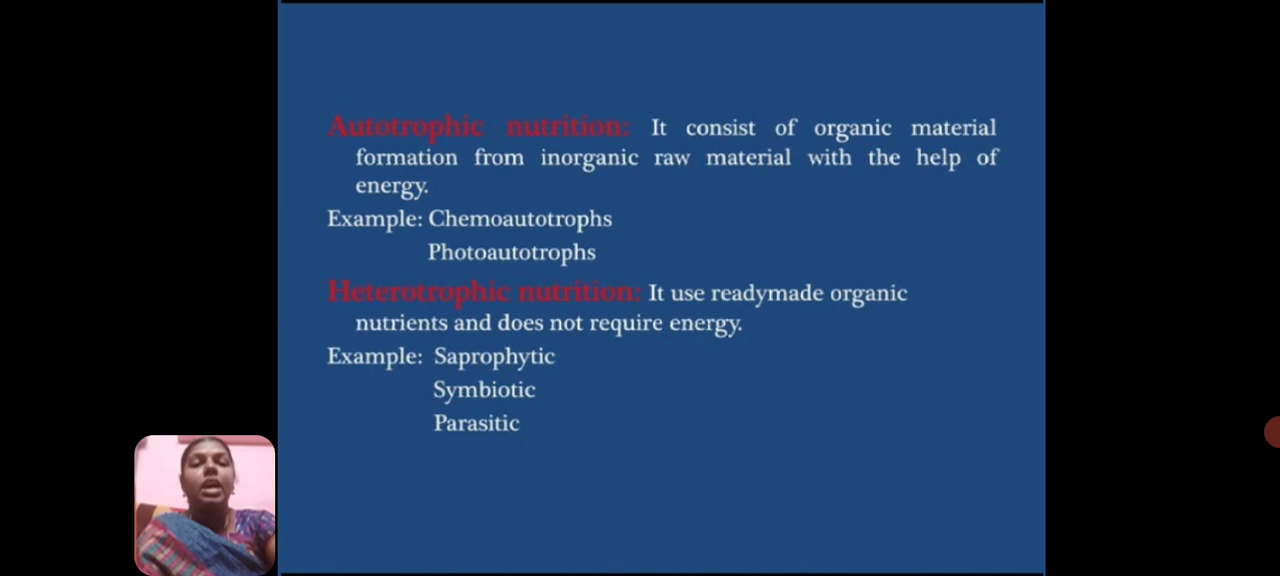 Autotrophic nutrition: It consist of organic material
formation from inorganic raw material with the help of
energy.
Example: Chemoautotrophs
Photoautotrophs
Heterotrophic nutrition: It use readymade organic
nutrients and does not require energy.
Example: Saprophytic
Symbiotic
Parasitic